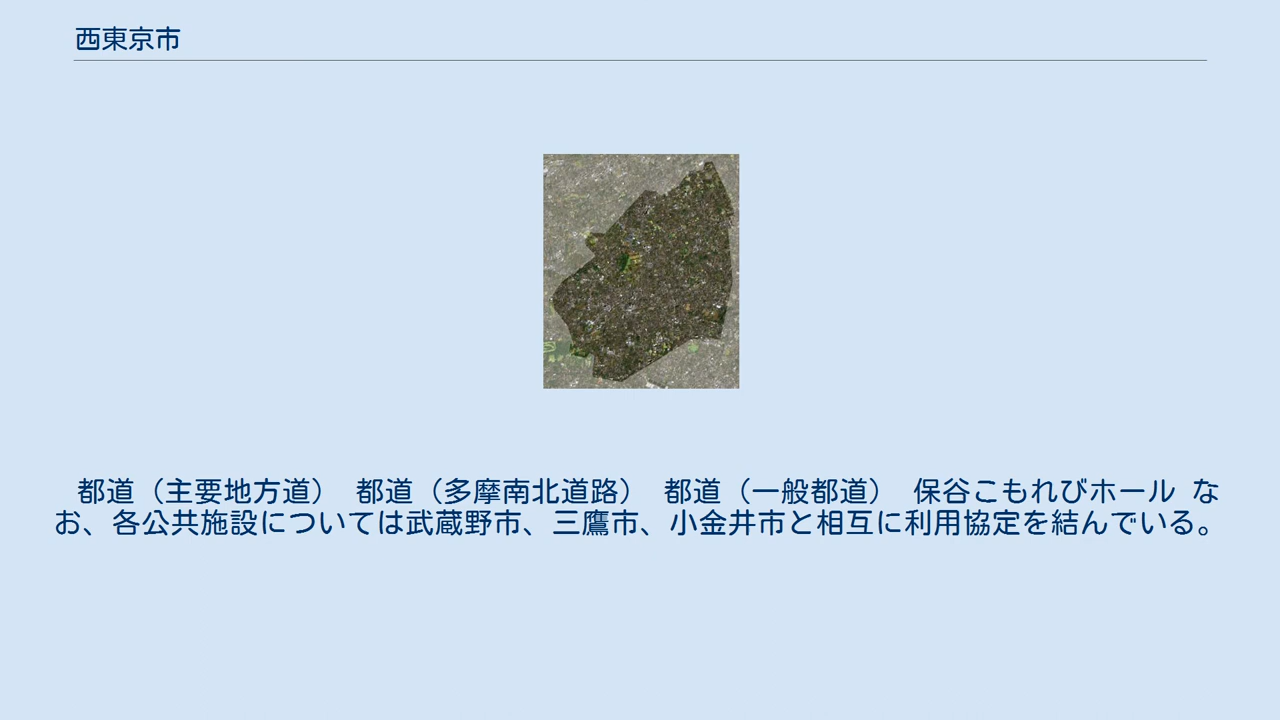 西東京市
都道（主要地方道） 都道（多摩南北道路） 都道（一般都道） 保谷こもれびホール な
お、各公共施設については武蔵野市、三鷹市、小金井市と相互に利用協定を結んでいる。